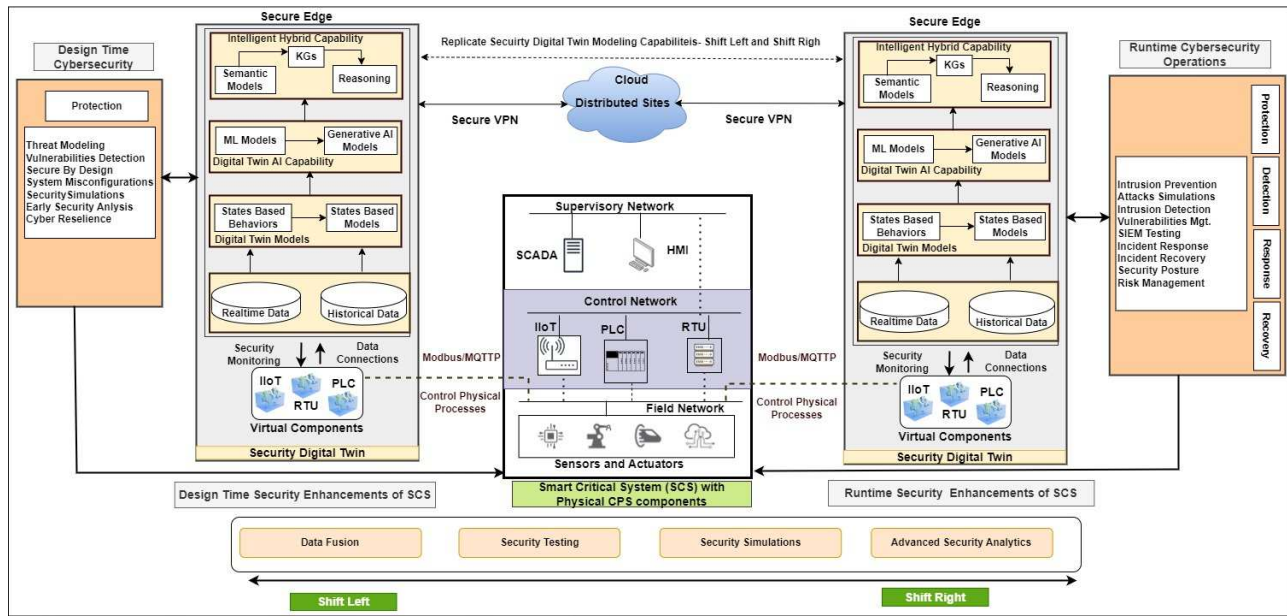 Secure Edge
Secure Edge
Design Time
Cybersecurity
Protection
Threat Modeling
Vulnerabilities Detection
Secure By Design
System Misconfigurations
SecuritySimulations
Early Security Anlysis
Cyber Reselience
Intelligent Hybrid Capability
KGs
Semantic
Models
Reasoning
ML Models
Generative AI
Models
Digital Twin AI Capability
States Based
Behaviors
States Based
Models
Digital Twin Models
Realtime Data
Historical Data
Security
Monitoring
Data
Connections
IIoT
RTU
PLC
Virtual Components
Security Digital Twin
Replicate Secuirty Digital Twin Modeling Capabiliteis- Shift Left and Shift Righ
Cloud
Distributed Sites
Secure VPN
Secure VPN
Supervisory Network
SCADA
HMI
Control Network
IIoT
PLC
RTU
Modbus/MQTTP
Control Physical
Processes
Modbus/MQTTP
Control Physical
Processes
Field Network
Sensors and Actuators
Smart Critical System (SCS) with
Physical CPS components
Intelligent Hybrid Capability
KGs
Semantic
Models
Reasoning
ML Models
Generative AI
Models
Digital Twin AI Capability
States Based
Behaviors
States Based
Models
Digital Twin Models
Realtime Data
Historical Data
Security
Monitoring
Data
Connections
IIoT
RTU
PLC
Virtual Components
Security Digital Twin
Runtime Cybersecurity
Operations
Intrusion Prevention
Attacks Simulations
Intrusion Detection
Vulnerabilities Mgt.
SIEM Testing
Incident Response
Incident Recovery
Security Posture
Risk Management
Protection
Detection
Response
Recovery
Design Time Security Enhancements of SCS
Runtime Security Enhancements of SCS
Data Fusion
Security Testing
Security Simulations
Advanced Security Analytics
Shift Left
Shift Right